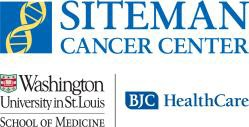 SITEMAN
CANCER CENTER
Washington
University in St. Louis
SCHOOL OF MEDICINE
BJC HealthCare